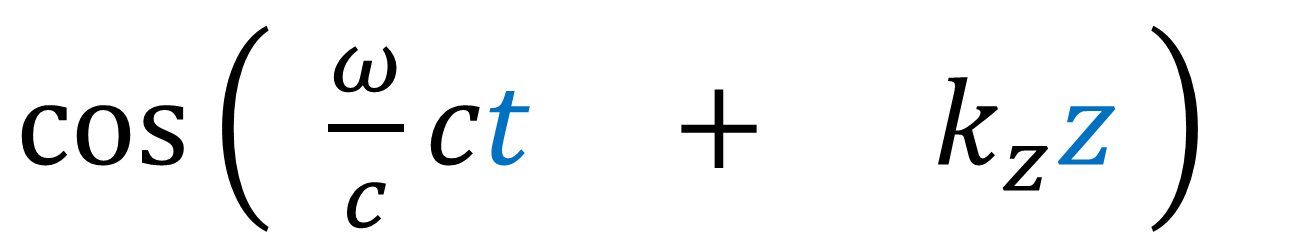 cos( ω/c ct + k_z z )